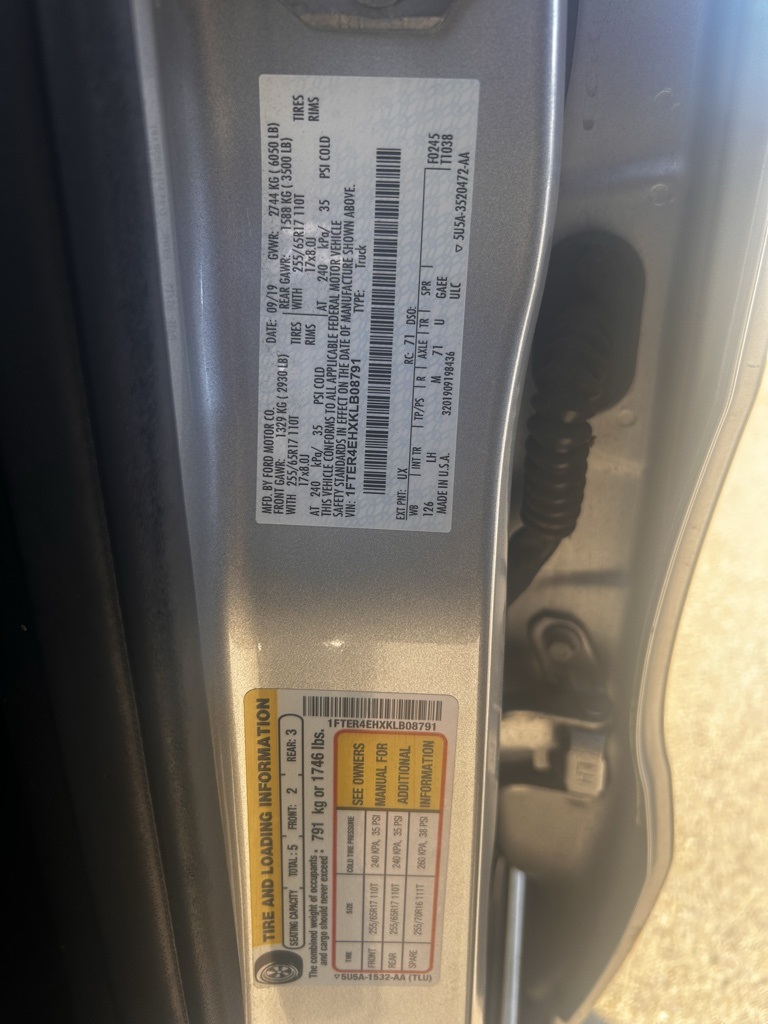 MFD. BY FORD MOTOR CO.
DATE: 09/19 GVWR: 2744 KG ( 6050 LB)
FRONT GAWR: 1329 KG ( 2930 LB) REAR GAWR: 1588 KG ( 3500 LB)
WITH 255/65R17 110T TIRES WITH 255/65R17 110T TIRES
17x8.0J RIMS 17x8.0J RIMS
AT 240 kPa/ 35 PSI COLD AT 240 kPa/ 35 PSI COLD
THIS VEHICLE CONFORMS TO ALL APPLICABLE FEDERAL MOTOR VEHICLE
SAFETY STANDARDS IN EFFECT ON THE DATE OF MANUFACTURE SHOWN ABOVE.
VIN: 1FTER4EHXKLB08791 TYPE: Truck
EXT PNT: UX RC: 71 DSO:
WB INT TR TP/PS R AXLE TR SPR F0245
126 LH M 71 U GAEE T1038
MADE IN U.S.A. 3201909198436 ULC
▽ 5U5A-3520472-AA
TIRE AND LOADING INFORMATION
SEATING CAPACITY TOTAL: 5 FRONT: 2 REAR: 3
The combined weight of occupants and cargo should never exceed: 791 kg or 1746 lbs.
1FTER4EHXKLB08791
TIRE SIZE COLD TIRE PRESSURE
FRONT 255/65R17 110T 240 KPA, 35 PSI
REAR 255/65R17 110T 240 KPA, 35 PSI
SPARE 255/70R16 111T 260 KPA, 38 PSI
SEE OWNERS
MANUAL FOR
ADDITIONAL
INFORMATION
▽5U5A-1532-AA (TLU)